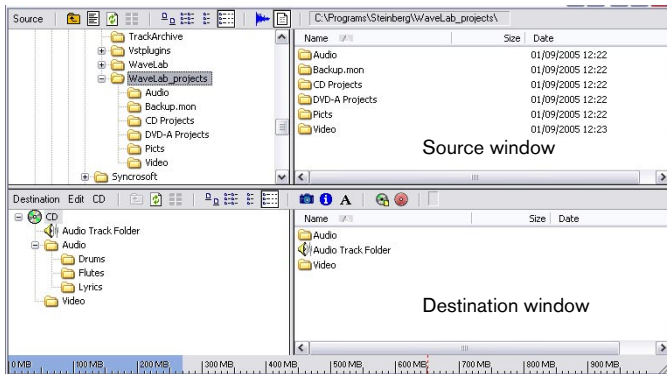 Source
C:\Programs\Steinberg\WaveLab_projects\
TrackArchive
Vstplugins
WaveLab
WaveLab_projects
Audio
Backup.mon
CD Projects
DVD-A Projects
Picts
Video
Syncrosoft
Name Size Date
Audio 01/09/2005 12:22
Backup.mon 01/09/2005 12:22
CD Projects 01/09/2005 12:22
DVD-A Projects 01/09/2005 12:22
Picts 01/09/2005 12:22
Video 01/09/2005 12:23
Source window
Destination Edit CD
A
CD
Audio Track Folder
Audio
Drums
Flutes
Lyrics
Video
Name Size Date
Audio
Audio Track Folder
Video
Destination window
0 MB 100 MB 200 MB 300 MB 400 MB 500 MB 600 MB 700 MB 800 MB 900 MB